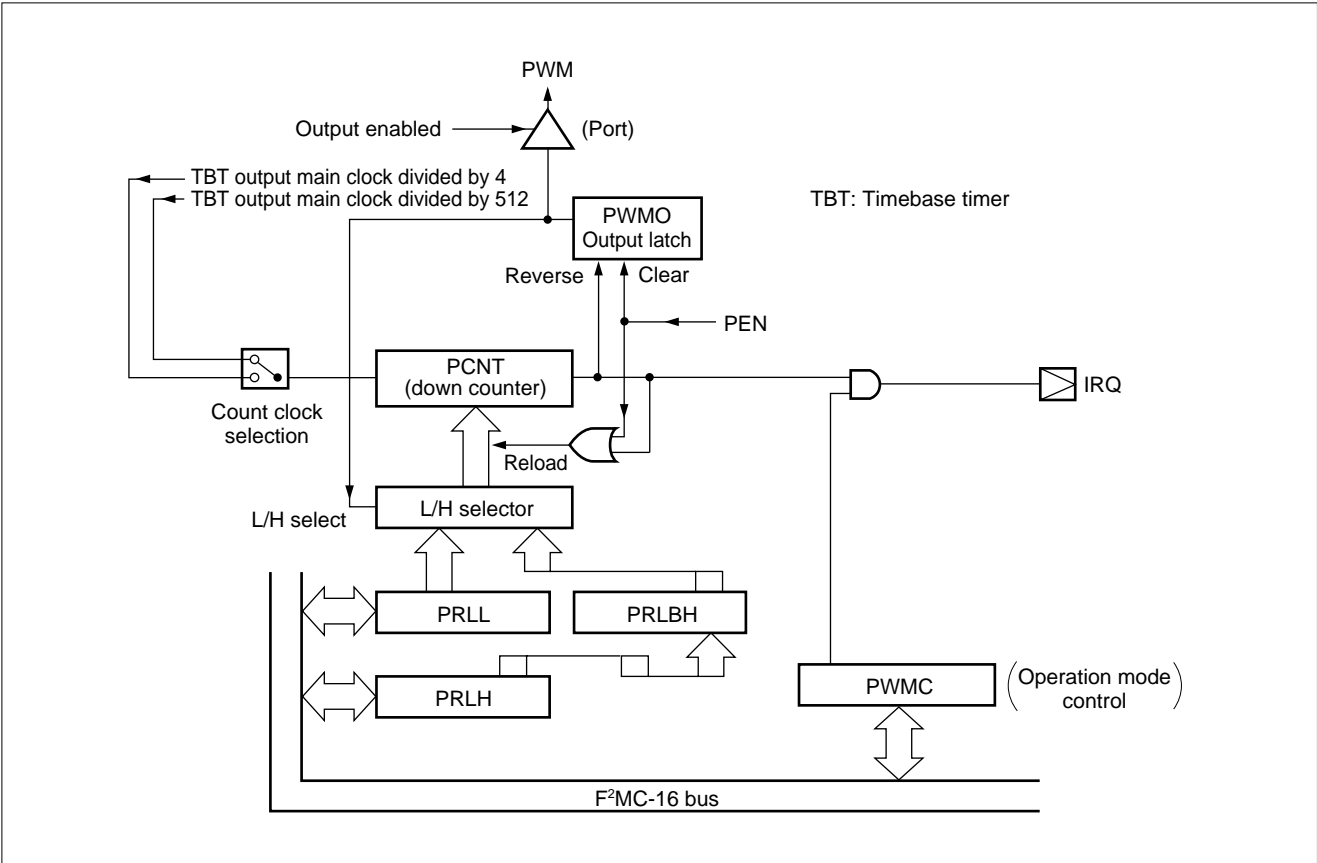 PWM
Output enabled
(Port)
TBT output main clock divided by 4
TBT output main clock divided by 512
TBT: Timebase timer
PWMO
Output latch
Reverse
Clear
PEN
PCNT
(down counter)
IRQ
Count clock
selection
Reload
L/H select
L/H selector
PRLL
PRLBH
PRLH
PWMC
(Operation mode
control)
F²MC-16 bus